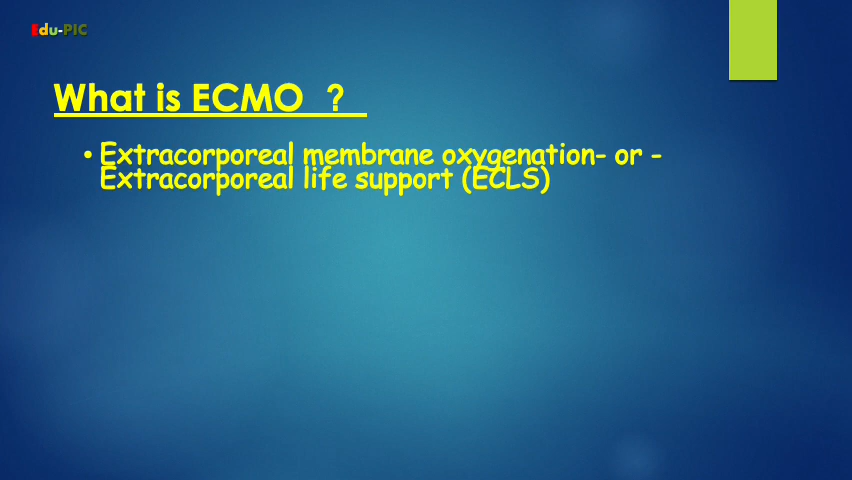 Edu-PIC
What is ECMO ?
• Extracorporeal membrane oxygenation- or -
Extracorporeal life support (ECLS)